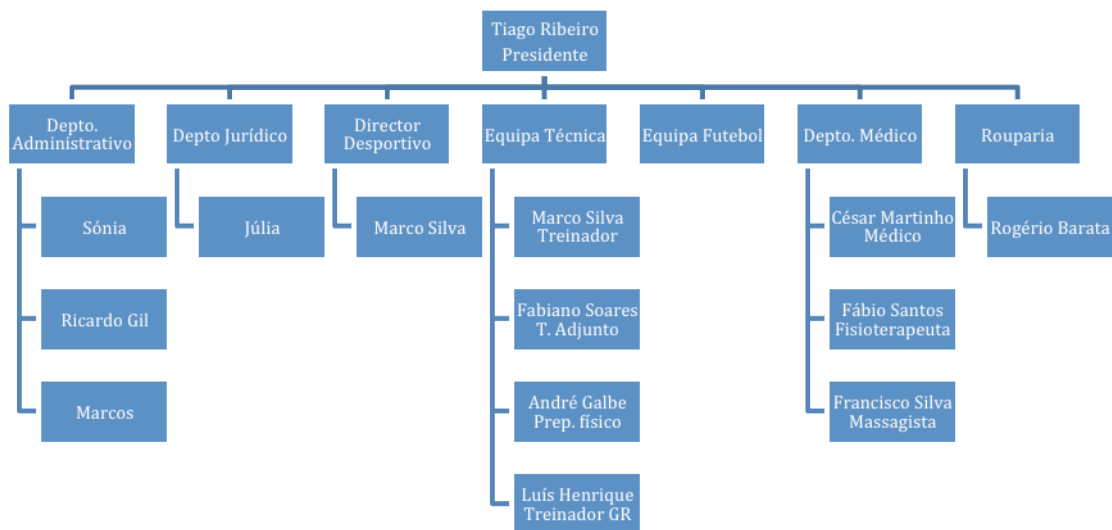 Tiago Ribeiro
Presidente
Depto.
Administrativo
Depto Jurídico
Director
Desportivo
Equipa Técnica
Equipa Futebol
Depto. Médico
Rouparia
Sónia
Júlia
Marco Silva
Marco Silva
Treinador
César Martinho
Médico
Rogério Barata
Ricardo Gil
Fabiano Soares
T. Adjunto
Fábio Santos
Fisioterapeuta
Marcos
André Galbe
Prep. físico
Francisco Silva
Massagista
Luís Henrique
Treinador GR